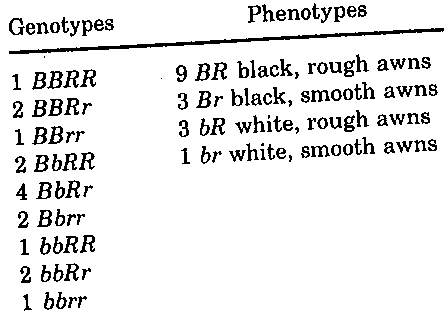 Genotypes Phenotypes
1 BBRR 9 BR black, rough awns
2 BBRr 3 Br black, smooth awns
1 BBrr 3 bR white, rough awns
2 BbRR 1 br white, smooth awns
4 BbRr
2 Bbrr
1 bbRR
2 bbRr
1 bbrr